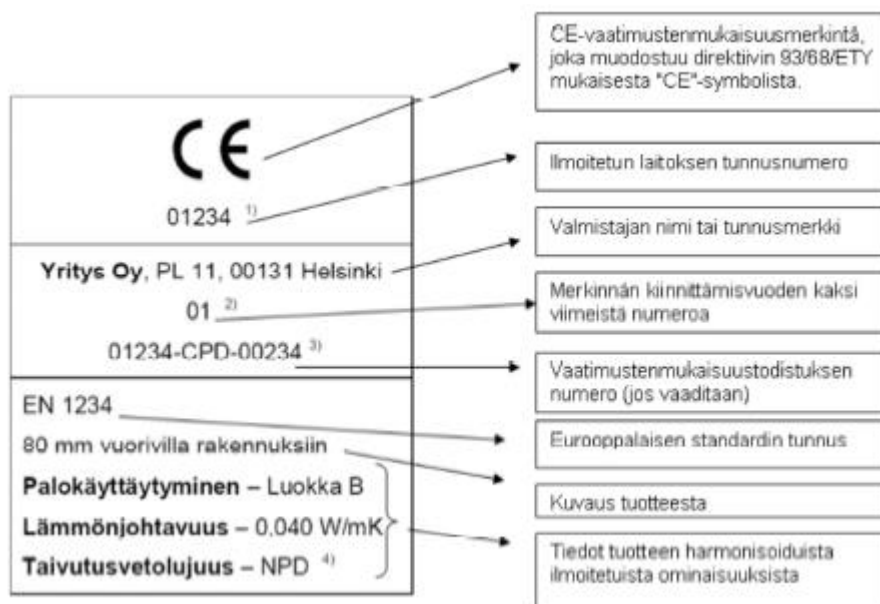 CE
01234 1)
Yritys Oy, PL 11, 00131 Helsinki
01 2)
01234-CPD-00234 3)
EN 1234
80 mm vuorivilla rakennuksiin
Palokäyttäytyminen – Luokka B
Lämmönjohtavuus – 0,040 W/mK
Taivutusvetolujuus – NPD 4)
CE-vaatimustenmukaisuusmerkintä,
joka muodostuu direktiivin 93/68/ETY
mukaisesta "CE"-symbolista.
Ilmoitetun laitoksen tunnusnumero
Valmistajan nimi tai tunnusmerkki
Merkinnän kiinnittämisvuoden kaksi
viimeistä numeroa
Vaatimustenmukaisuustodistuksen
numero (jos vaaditaan)
Eurooppalaisen standardin tunnus
Kuvaus tuotteesta
Tiedot tuotteen harmonisoiduista
ilmoitetuista ominaisuuksista